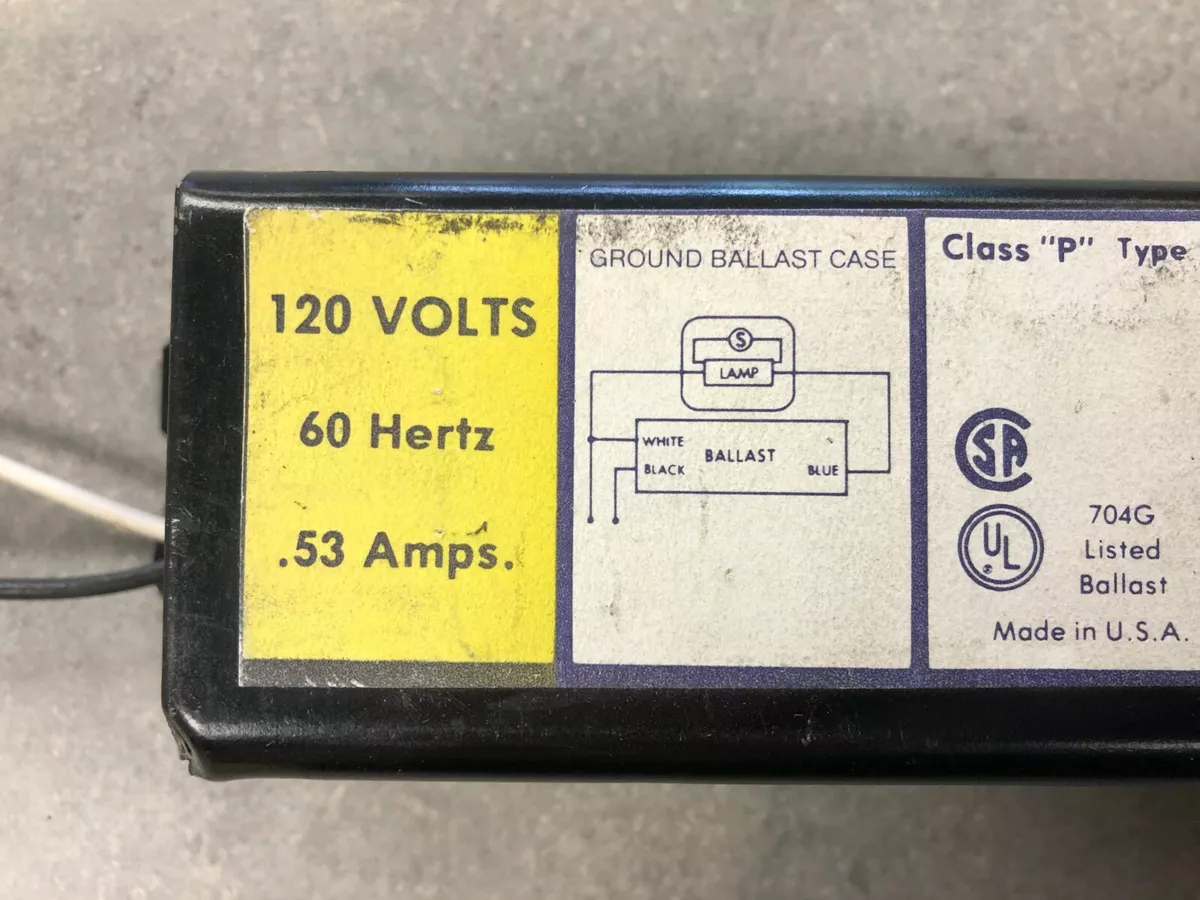 120 VOLTS
60 Hertz
.53 Amps.
GROUND BALLAST CASE
S
LAMP
WHITE
BALLAST
BLACK
BLUE
Class "P" Type
SA
UL
704G
Listed
Ballast
Made in U.S.A.